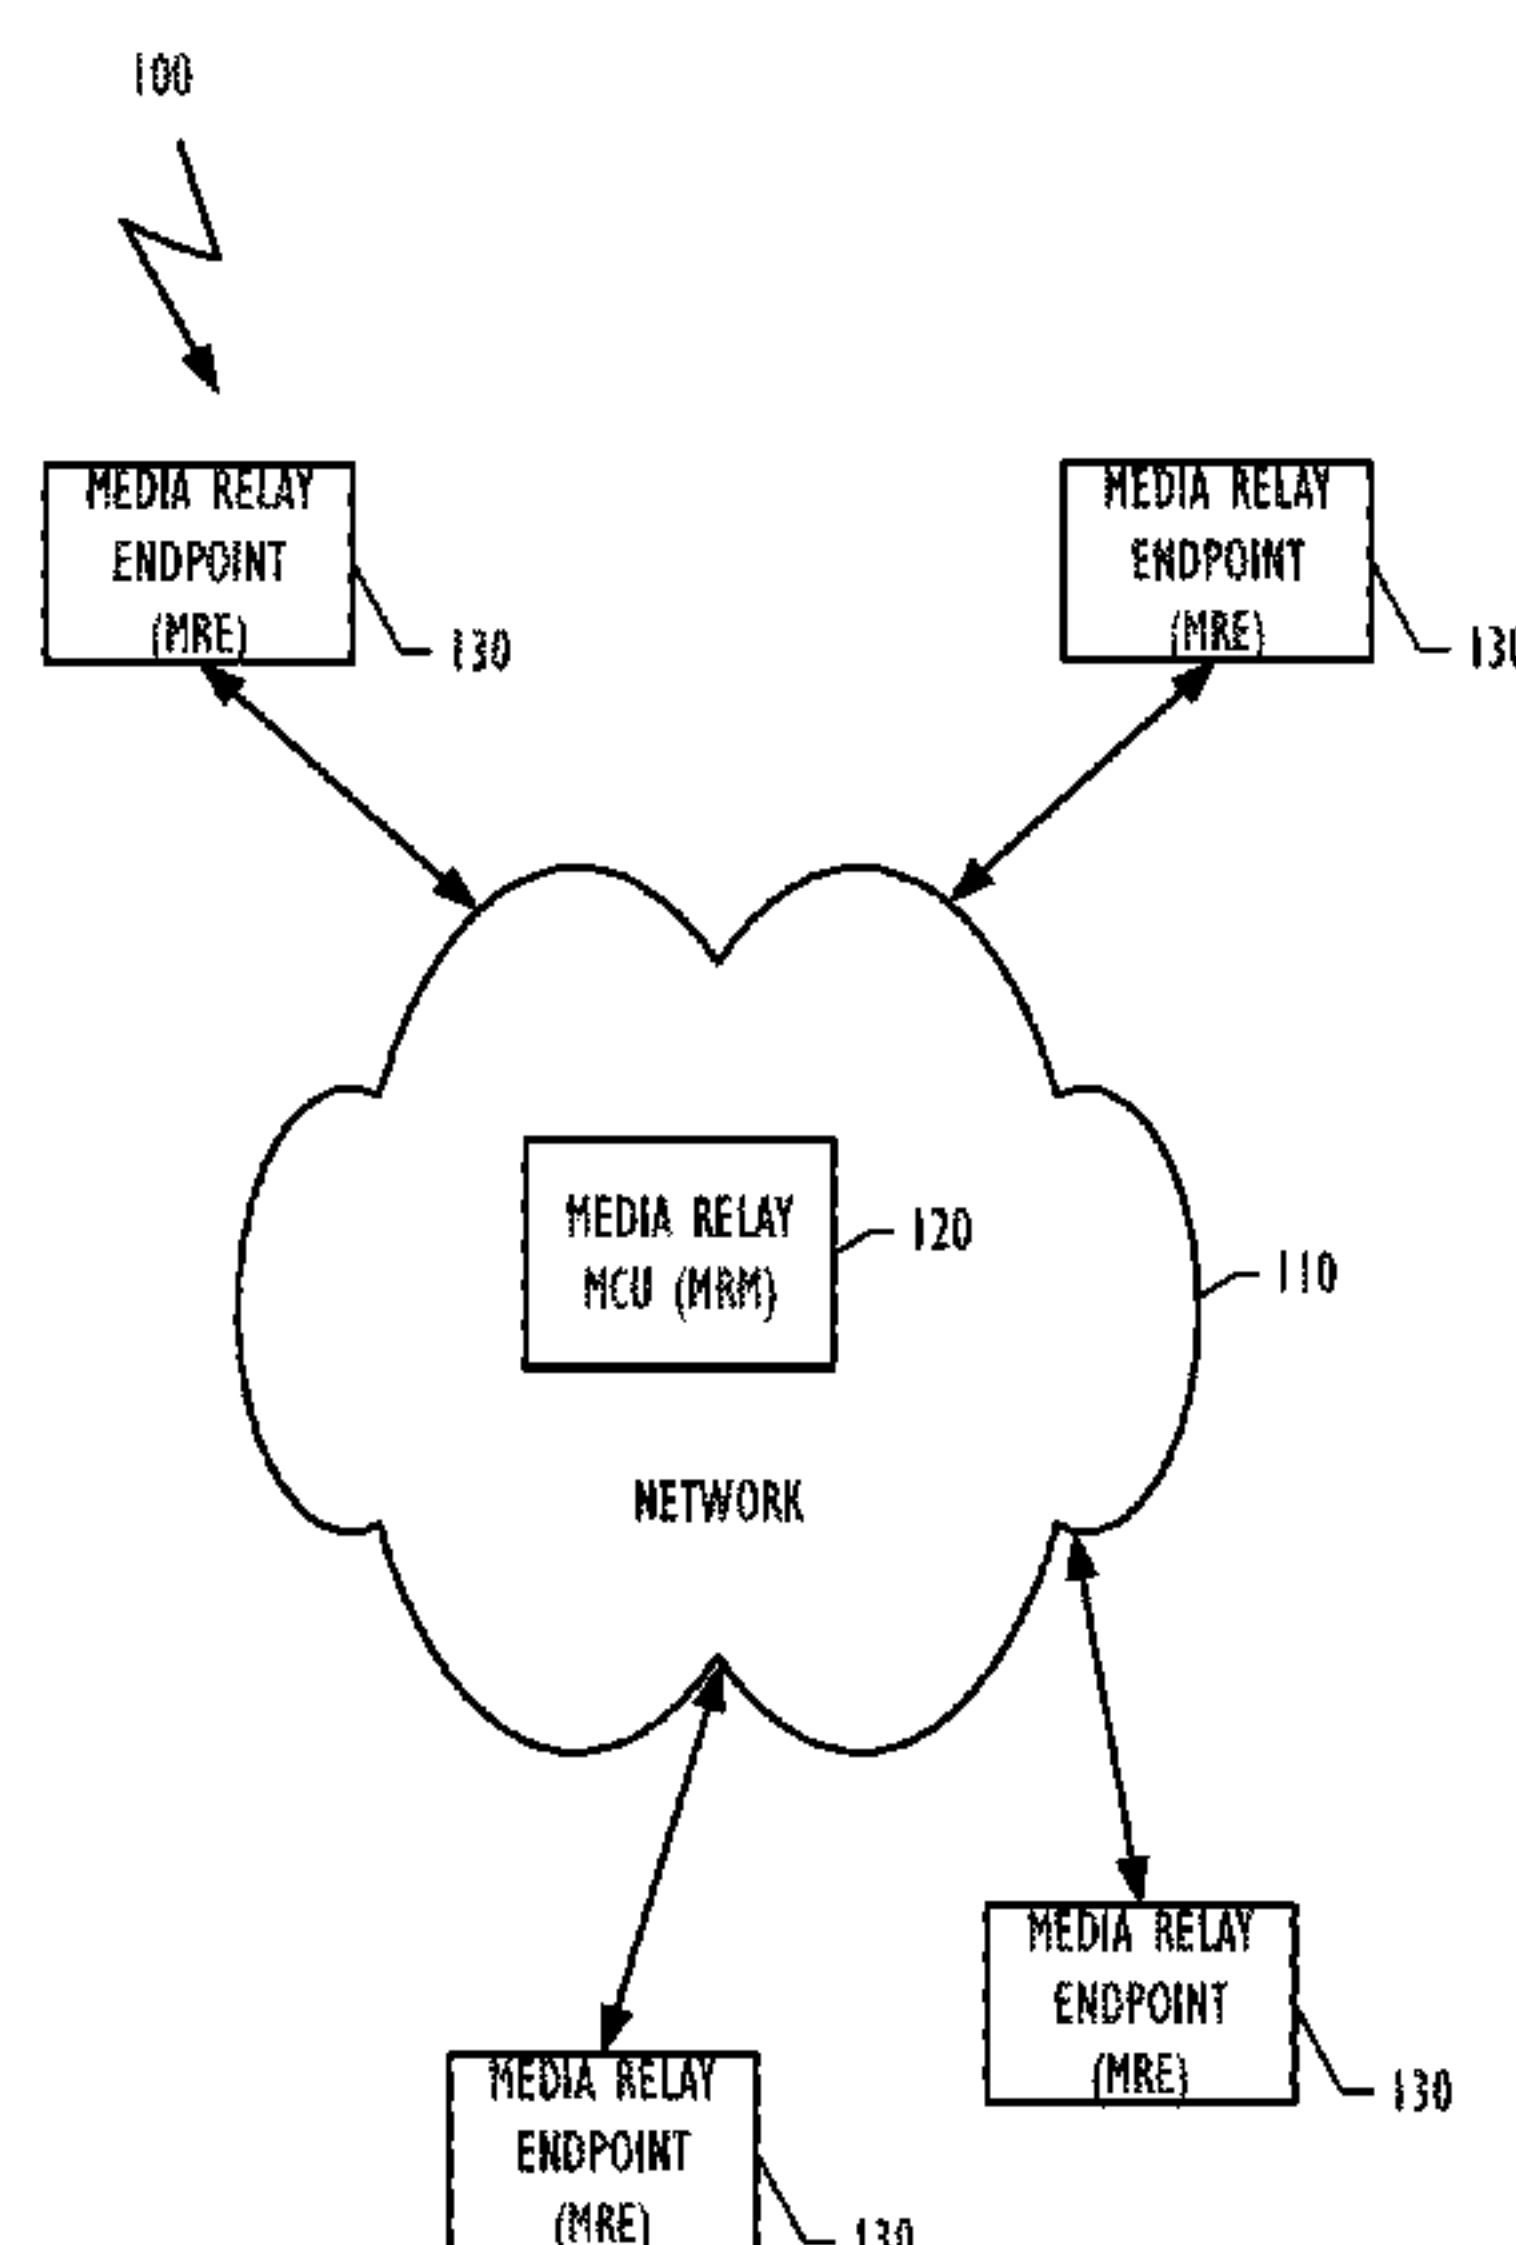 100
MEDIA RELAY
ENDPOINT
(MRE)
130
MEDIA RELAY
ENDPOINT
(MRE)
130
MEDIA RELAY
MCU (MRM)
120
110
NETWORK
MEDIA RELAY
ENDPOINT
(MRE)
130
MEDIA RELAY
ENDPOINT
(MRE)
130